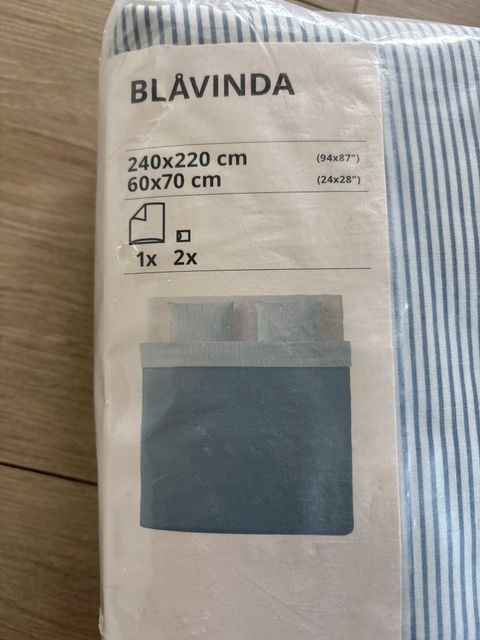 BLÅVINDA
240x220 cm (94x87")
60x70 cm (24x28")
1x 2x